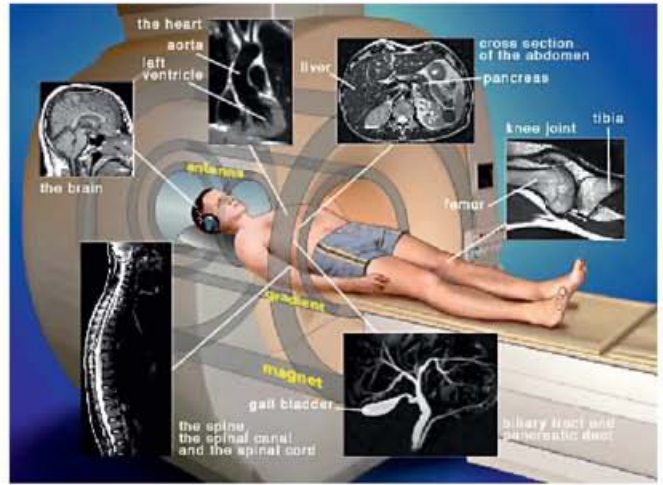 the heart
aorta
left
ventricle
liver
cross section
of the abdomen
pancreas
knee joint
tibia
femur
the brain
antenna
gradient
magnet
gall bladder
the spine
the spinal canal
and the spinal cord
biliary tract and
pancreatic duct